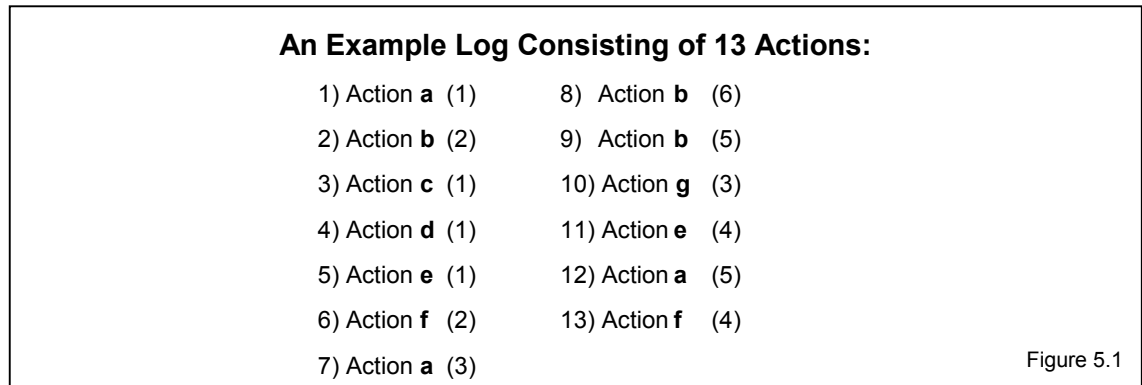 An Example Log Consisting of 13 Actions:
1) Action a (1)
2) Action b (2)
3) Action c (1)
4) Action d (1)
5) Action e (1)
6) Action f (2)
7) Action a (3)
8) Action b (6)
9) Action b (5)
10) Action g (3)
11) Action e (4)
12) Action a (5)
13) Action f (4)
Figure 5.1